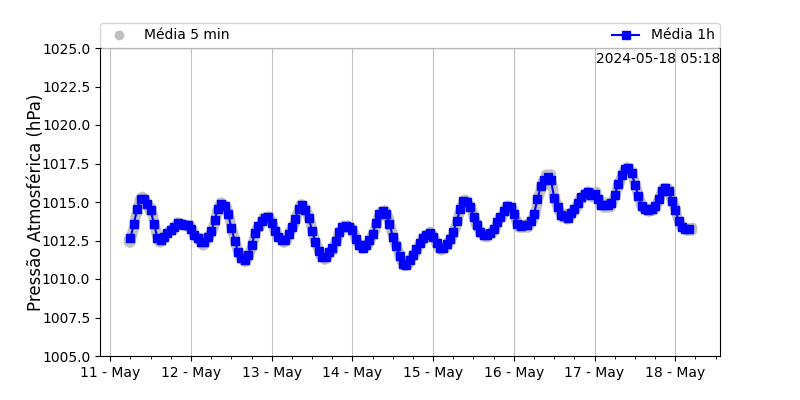 Média 5 min
Média 1h
2024-05-18 05:18
Pressão Atmosférica (hPa)
1025.0
1022.5
1020.0
1017.5
1015.0
1012.5
1010.0
1007.5
1005.0
11 - May
12 - May
13 - May
14 - May
15 - May
16 - May
17 - May
18 - May